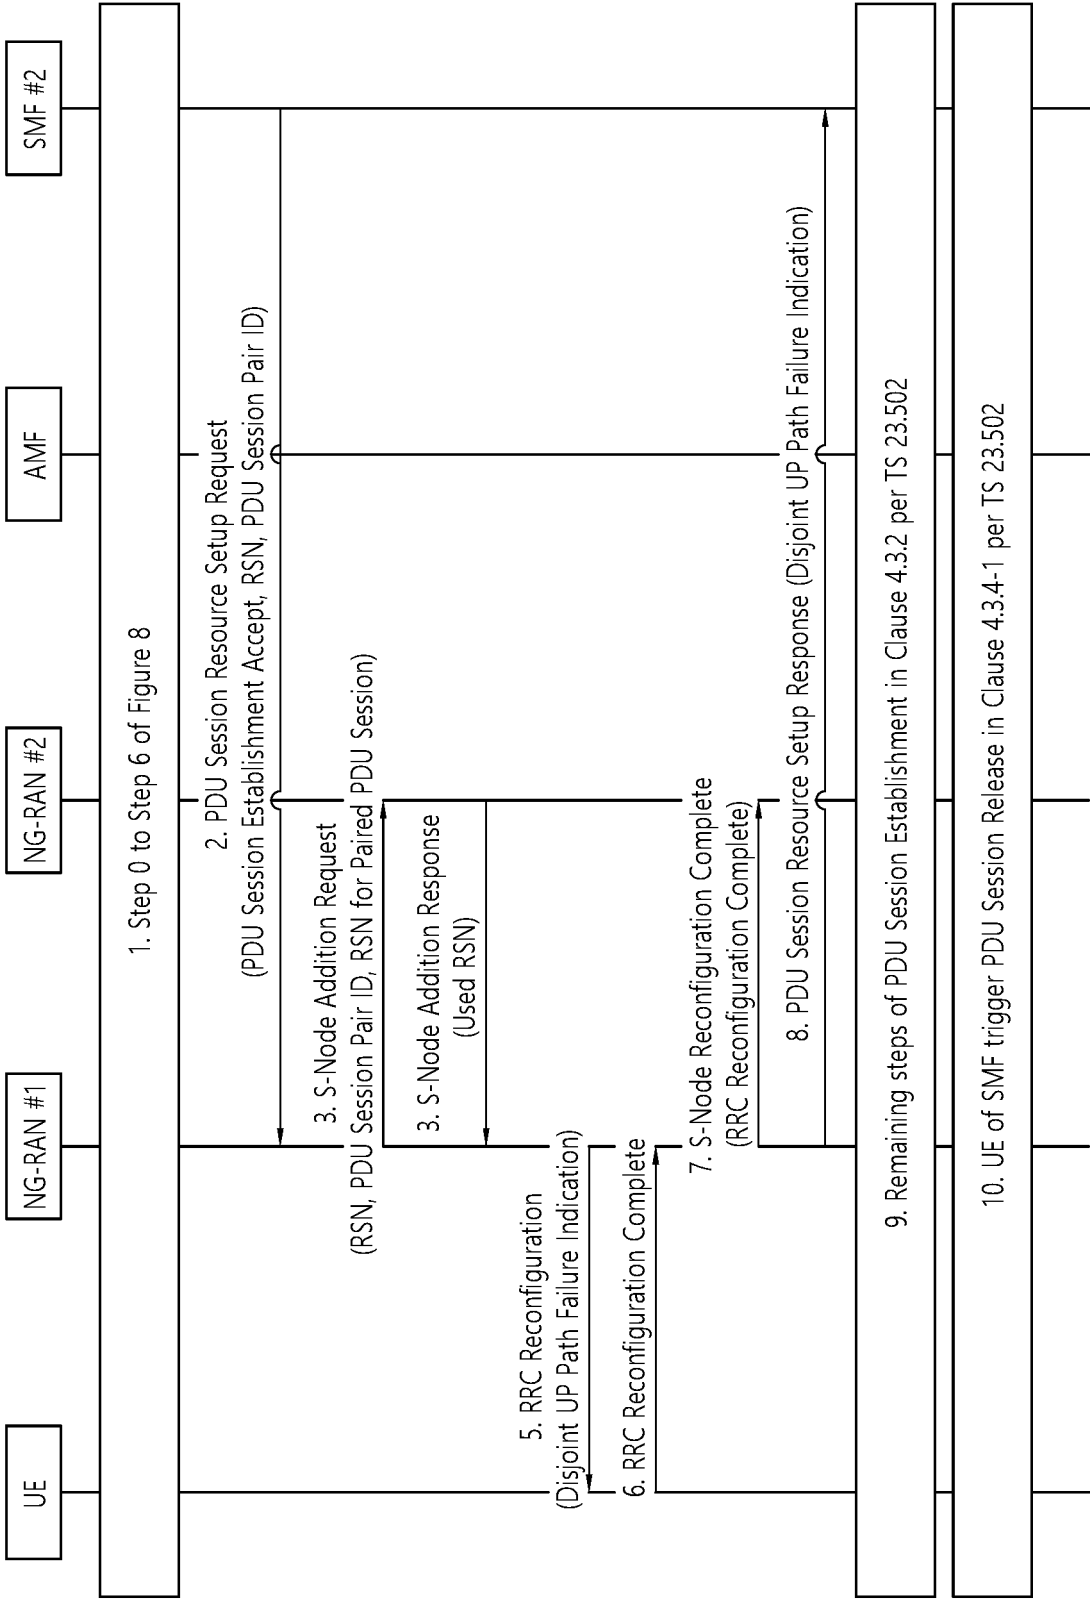 UE
NG-RAN #1
NG-RAN #2
AMF
SMF #2
1. Step 0 to Step 6 of Figure 8
2. PDU Session Resource Setup Request
(PDU Session Establishment Accept, RSN, PDU Session Pair ID)
3. S-Node Addition Request
(RSN, PDU Session Pair ID, RSN for Paired PDU Session)
3. S-Node Addition Response
(Used RSN)
5. RRC Reconfiguration
(Disjoint UP Path Failure Indication)
6. RRC Reconfiguration Complete
7. S-Node Reconfiguration Complete
(RRC Reconfiguration Complete)
8. PDU Session Resource Setup Response (Disjoint UP Path Failure Indication)
9. Remaining steps of PDU Session Establishment in Clause 4.3.2 per TS 23.502
10. UE of SMF trigger PDU Session Release in Clause 4.3.4-1 per TS 23.502